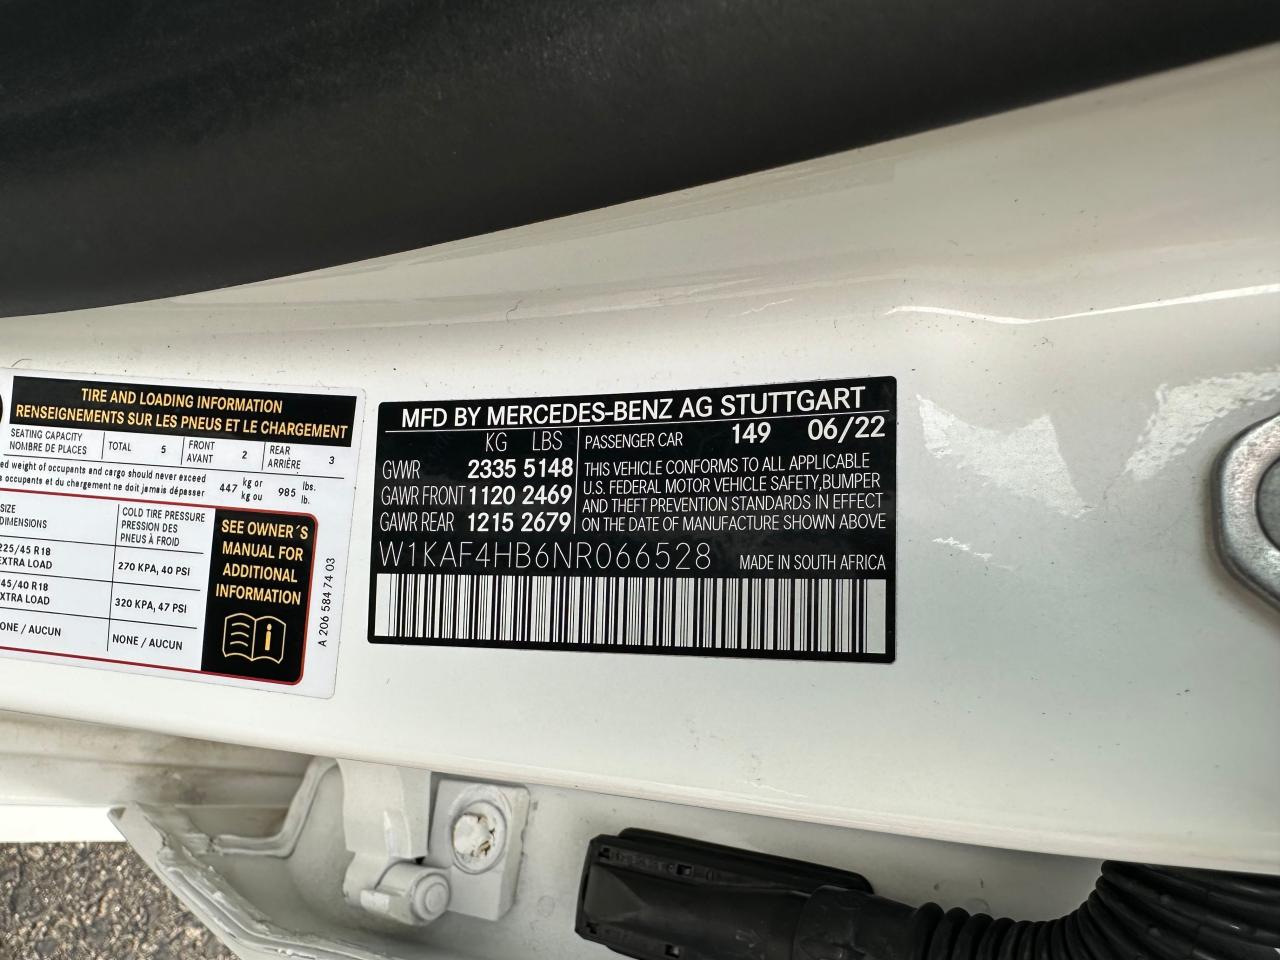 TIRE AND LOADING INFORMATION
RENSEIGNEMENTS SUR LES PNEUS ET LE CHARGEMENT
SEATING CAPACITY
NOMBRE DE PLACES
TOTAL 5
FRONT
AVANT 2
REAR
ARRIÈRE 3
weight of occupants and cargo should never exceed
occupants et du chargement ne doit jamais dépasser
447 kg or
kg ou
985 lbs.
lb.
SIZE
DIMENSIONS
COLD TIRE PRESSURE
PRESSION DES
PNEUS À FROID
225/45 R18
EXTRA LOAD
270 KPA, 40 PSI
45/40 R18
EXTRA LOAD
320 KPA, 47 PSI
NONE / AUCUN
NONE / AUCUN
SEE OWNER´S
MANUAL FOR
ADDITIONAL
INFORMATION
A 206 584 74 03
MFD BY MERCEDES-BENZ AG STUTTGART
KG LBS
GVWR 2335 5148
GAWR FRONT 1120 2469
GAWR REAR 1215 2679
PASSENGER CAR 149 06/22
THIS VEHICLE CONFORMS TO ALL APPLICABLE
U.S. FEDERAL MOTOR VEHICLE SAFETY,BUMPER
AND THEFT PREVENTION STANDARDS IN EFFECT
ON THE DATE OF MANUFACTURE SHOWN ABOVE
W1KAF4HB6NR066528
MADE IN SOUTH AFRICA